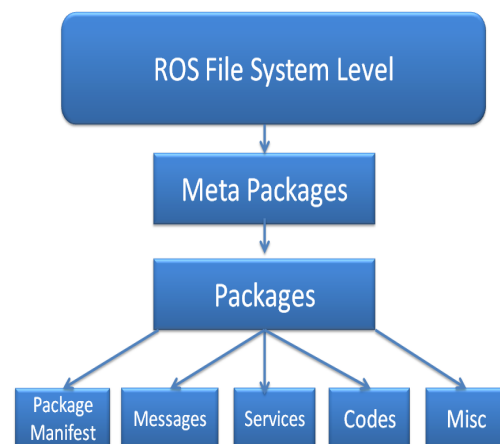 ROS File System Level
Meta Packages
Packages
Package
Manifest
Messages
Services
Codes
Misc